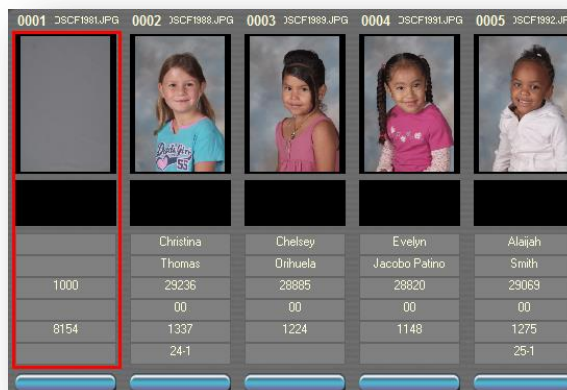 0001 DSCF1981.JPG
0002 DSCF1988.JPG
0003 DSCF1989.JPG
0004 DSCF1991.JPG
0005 DSCF1992.JP
Christina
Chelsey
Evelyn
Alaijah
Thomas
Orihuela
Jacobo Patino
Smith
1000
29236
28885
28820
29069
00
00
00
00
8154
1337
1224
1148
1275
24-1
25-1